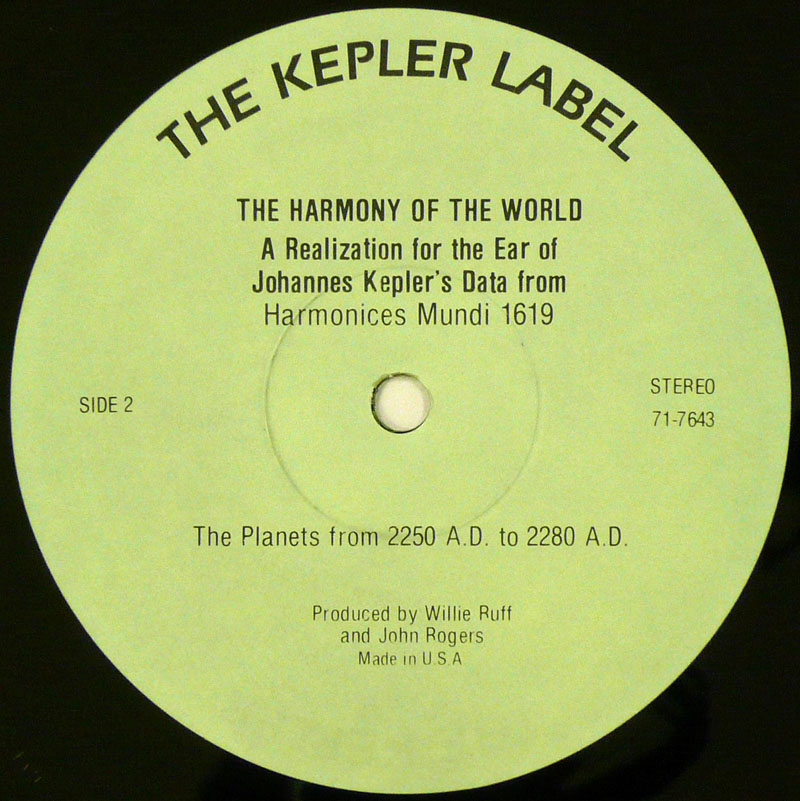 THE KEPLER LABEL
THE HARMONY OF THE WORLD
A Realization for the Ear of
Johannes Kepler's Data from
Harmonices Mundi 1619
SIDE 2
STEREO
71-7643
The Planets from 2250 A.D. to 2280 A.D.
Produced by Willie Ruff
and John Rogers
Made in U.S.A